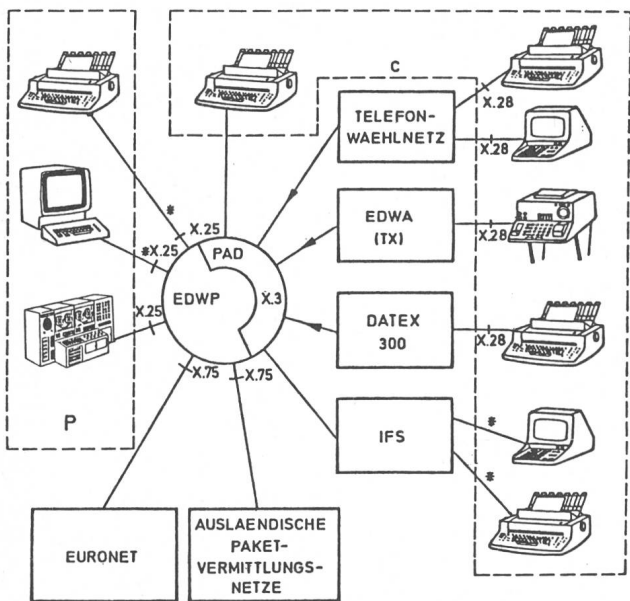 C
X.28
TELEFON-
WAEHLNETZ
X.28
*
X.25
*X.25
PAD
EDWA
(TX)
X.28
EDWP
X.3
X.25
DATEX
300
X.28
X.75
X.75
P
IFS
*
*
EURONET
AUSLAENDISCHE
PAKET-
VERMITTLUNGS-
NETZE